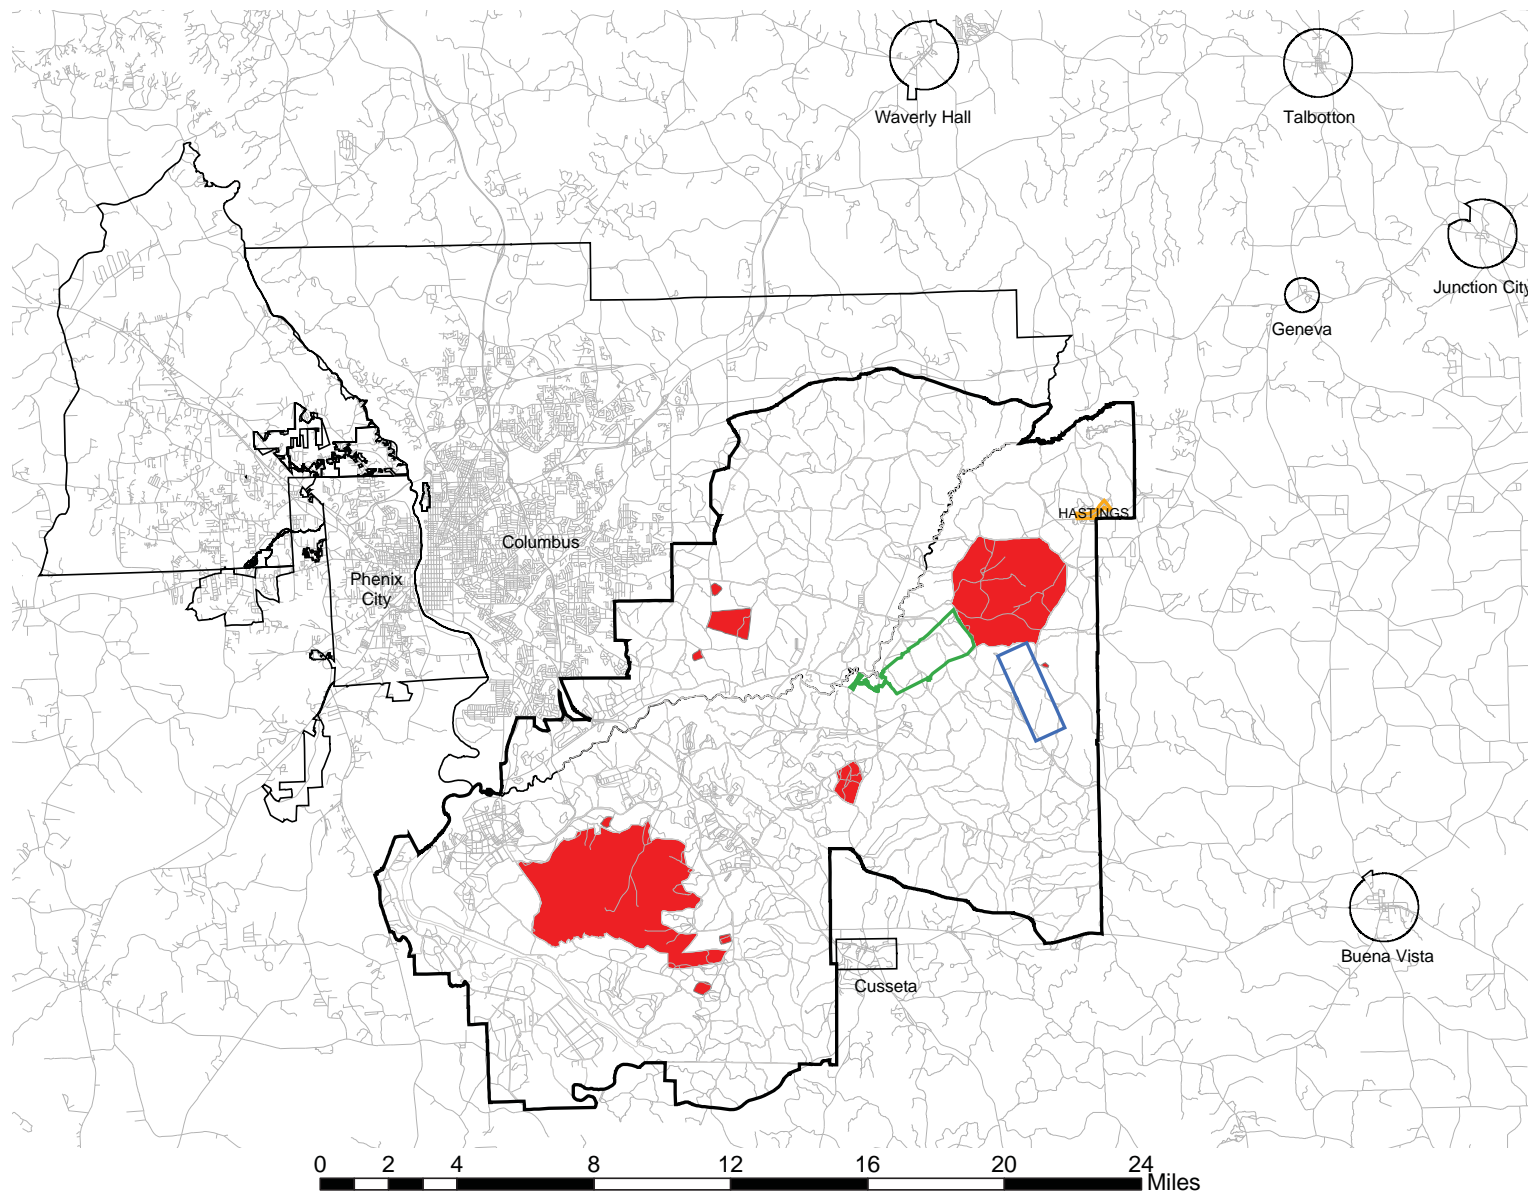 Waverly Hall
Talbotton
Junction City
Geneva
HASTINGS
Columbus
Phenix
City
Buena Vista
Cusseta
0 2 4 8 12 16 20 24
Miles